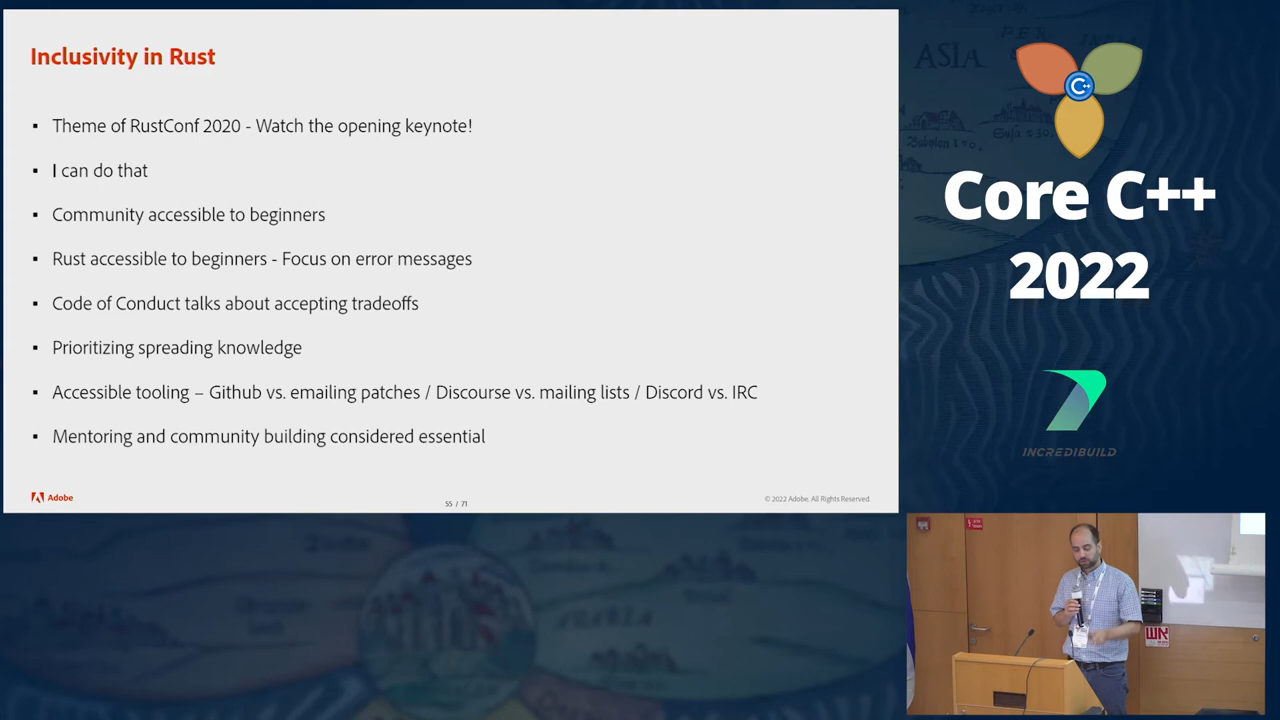 Inclusivity in Rust
▪ Theme of RustConf 2020 - Watch the opening keynote!
▪ I can do that
▪ Community accessible to beginners
▪ Rust accessible to beginners - Focus on error messages
▪ Code of Conduct talks about accepting tradeoffs
▪ Prioritizing spreading knowledge
▪ Accessible tooling – Github vs. emailing patches / Discourse vs. mailing lists / Discord vs. IRC
▪ Mentoring and community building considered essential
Adobe
55 / 71
© 2022 Adobe. All Rights Reserved.
ASIA
PER
C++
Core C++
2022
INCREDIBUILD
אש